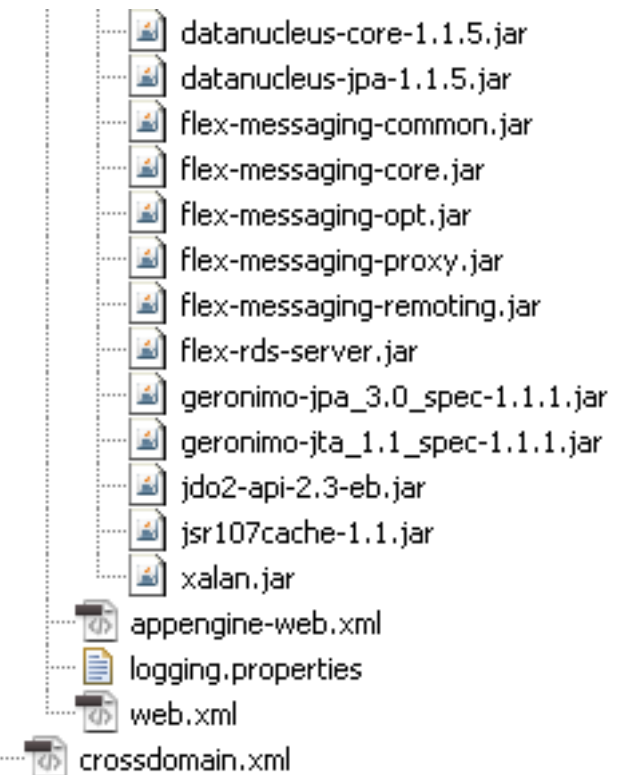 datanucleus-core-1.1.5.jar
datanucleus-jpa-1.1.5.jar
flex-messaging-common.jar
flex-messaging-core.jar
flex-messaging-opt.jar
flex-messaging-proxy.jar
flex-messaging-remoting.jar
flex-rds-server.jar
geronimo-jpa_3.0_spec-1.1.1.jar
geronimo-jta_1.1_spec-1.1.1.jar
jdo2-api-2.3-eb.jar
jsr107cache-1.1.jar
xalan.jar
appengine-web.xml
logging.properties
web.xml
crossdomain.xml